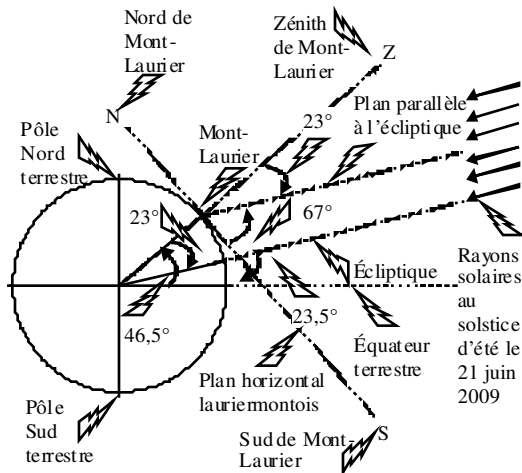 Nord de
Mont-
Laurier
Zénith
de Mont-
Laurier
Z
N
23°
Plan parallèle
à l'écliptique
Pôle
Nord
terrestre
Mont-
Laurier
23°
67°
Écliptique
Rayons
solaires
au
solstice
d'été le
21 juin
2009
46,5°
23,5°
Équateur
terrestre
Plan horizontal
lauriermontois
Pôle
Sud
terrestre
S
Sud de Mont-
Laurier